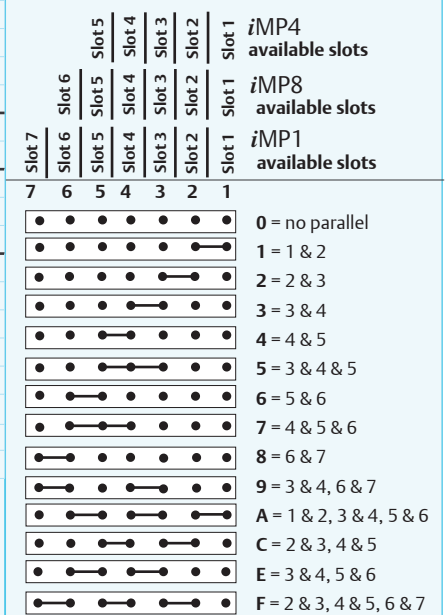 Slot 5 Slot 4 Slot 3 Slot 2 Slot 1 iMP4
available slots
Slot 6 Slot 5 Slot 4 Slot 3 Slot 2 Slot 1 iMP8
available slots
Slot 7 Slot 6 Slot 5 Slot 4 Slot 3 Slot 2 Slot 1 iMP1
available slots
7 6 5 4 3 2 1
0 = no parallel
1 = 1 & 2
2 = 2 & 3
3 = 3 & 4
4 = 4 & 5
5 = 3 & 4 & 5
6 = 5 & 6
7 = 4 & 5 & 6
8 = 6 & 7
9 = 3 & 4, 6 & 7
A = 1 & 2, 3 & 4, 5 & 6
C = 2 & 3, 4 & 5
E = 3 & 4, 5 & 6
F = 2 & 3, 4 & 5, 6 & 7